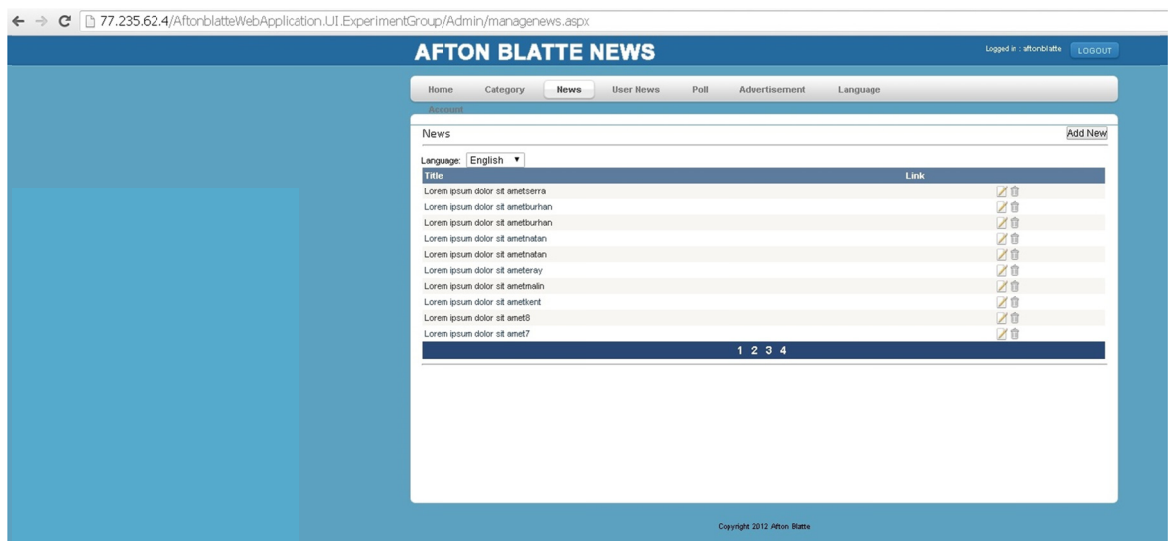 77.235.62.4/AftonblatteWebApplication.UI.ExperimentGroup/Admin/managenews.aspx
AFTON BLATTE NEWS
Logged in : aftonblatte LOGOUT
Home Category News User News Poll Advertisement Language
Account
News Add New
Language: English
Title Link
Lorem ipsum dolor sit ametserra
Lorem ipsum dolor sit ametburhan
Lorem ipsum dolor sit ametburhan
Lorem ipsum dolor sit ametnatan
Lorem ipsum dolor sit ametnatan
Lorem ipsum dolor sit ameteray
Lorem ipsum dolor sit ametmalin
Lorem ipsum dolor sit ametkent
Lorem ipsum dolor sit amet8
Lorem ipsum dolor sit amet7
1 2 3 4
Copyright 2012 Afton Blatte